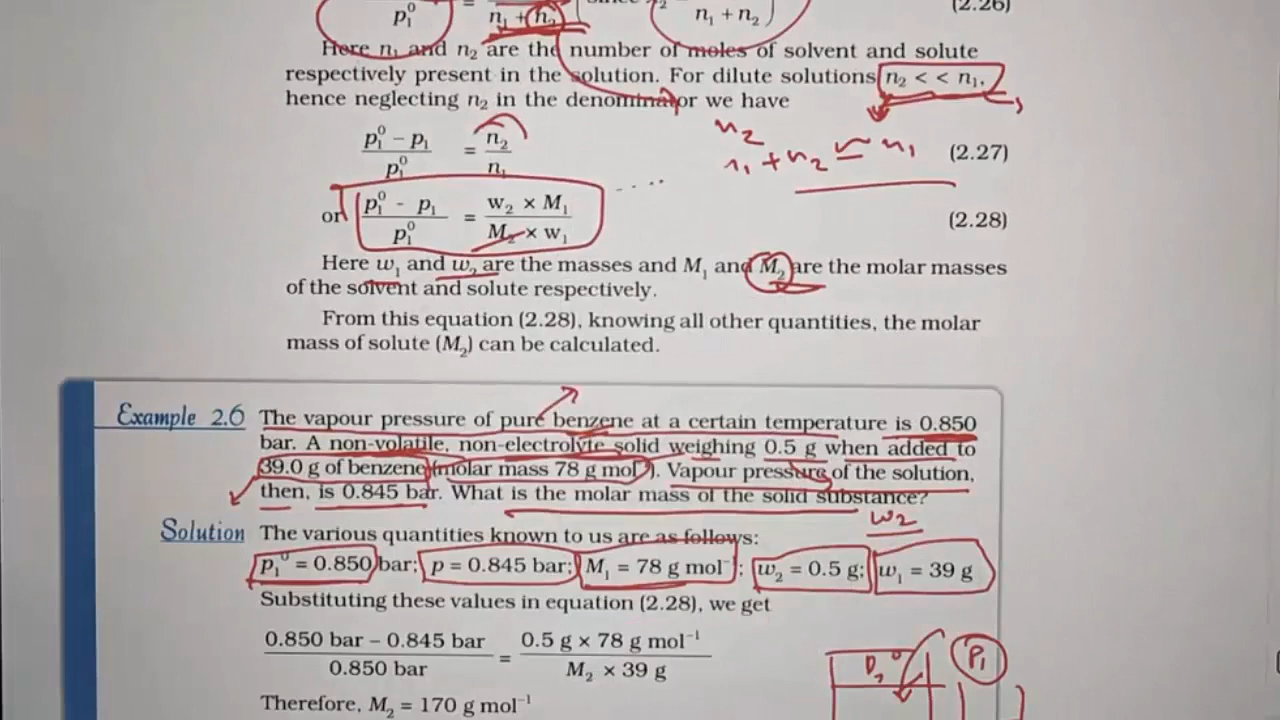 p₁⁰ = n₁ + n₂ since x₂ n₁ + n₂ (2.26)
Here n₁ and n₂ are the number of moles of solvent and solute
respectively present in the solution. For dilute solutions n₂ < < n₁,
hence neglecting n₂ in the denominator we have
n₂
(p₁⁰ – p₁)/p₁⁰ = n₂/n₁ n₁ + n₂ ≃ n₁ (2.27)
or (p₁⁰ - p₁)/p₁⁰ = (w₂ × M₁)/(M₂ × w₁) (2.28)
Here w₁ and w₂ are the masses and M₁ and M₂ are the molar masses
of the solvent and solute respectively.
From this equation (2.28), knowing all other quantities, the molar
mass of solute (M₂) can be calculated.
Example 2.6 The vapour pressure of pure benzene at a certain temperature is 0.850
bar. A non-volatile, non-electrolyte solid weighing 0.5 g when added to
39.0 g of benzene (molar mass 78 g mol⁻¹). Vapour pressure of the solution,
then, is 0.845 bar. What is the molar mass of the solid substance?
w₂
Solution The various quantities known to us are as follows:
p₁⁰ = 0.850 bar; p = 0.845 bar; M₁ = 78 g mol⁻¹; w₂ = 0.5 g; w₁ = 39 g
Substituting these values in equation (2.28), we get
(0.850 bar – 0.845 bar)/0.850 bar = (0.5 g × 78 g mol⁻¹)/(M₂ × 39 g)
P₁
Therefore, M₂ = 170 g mol⁻¹